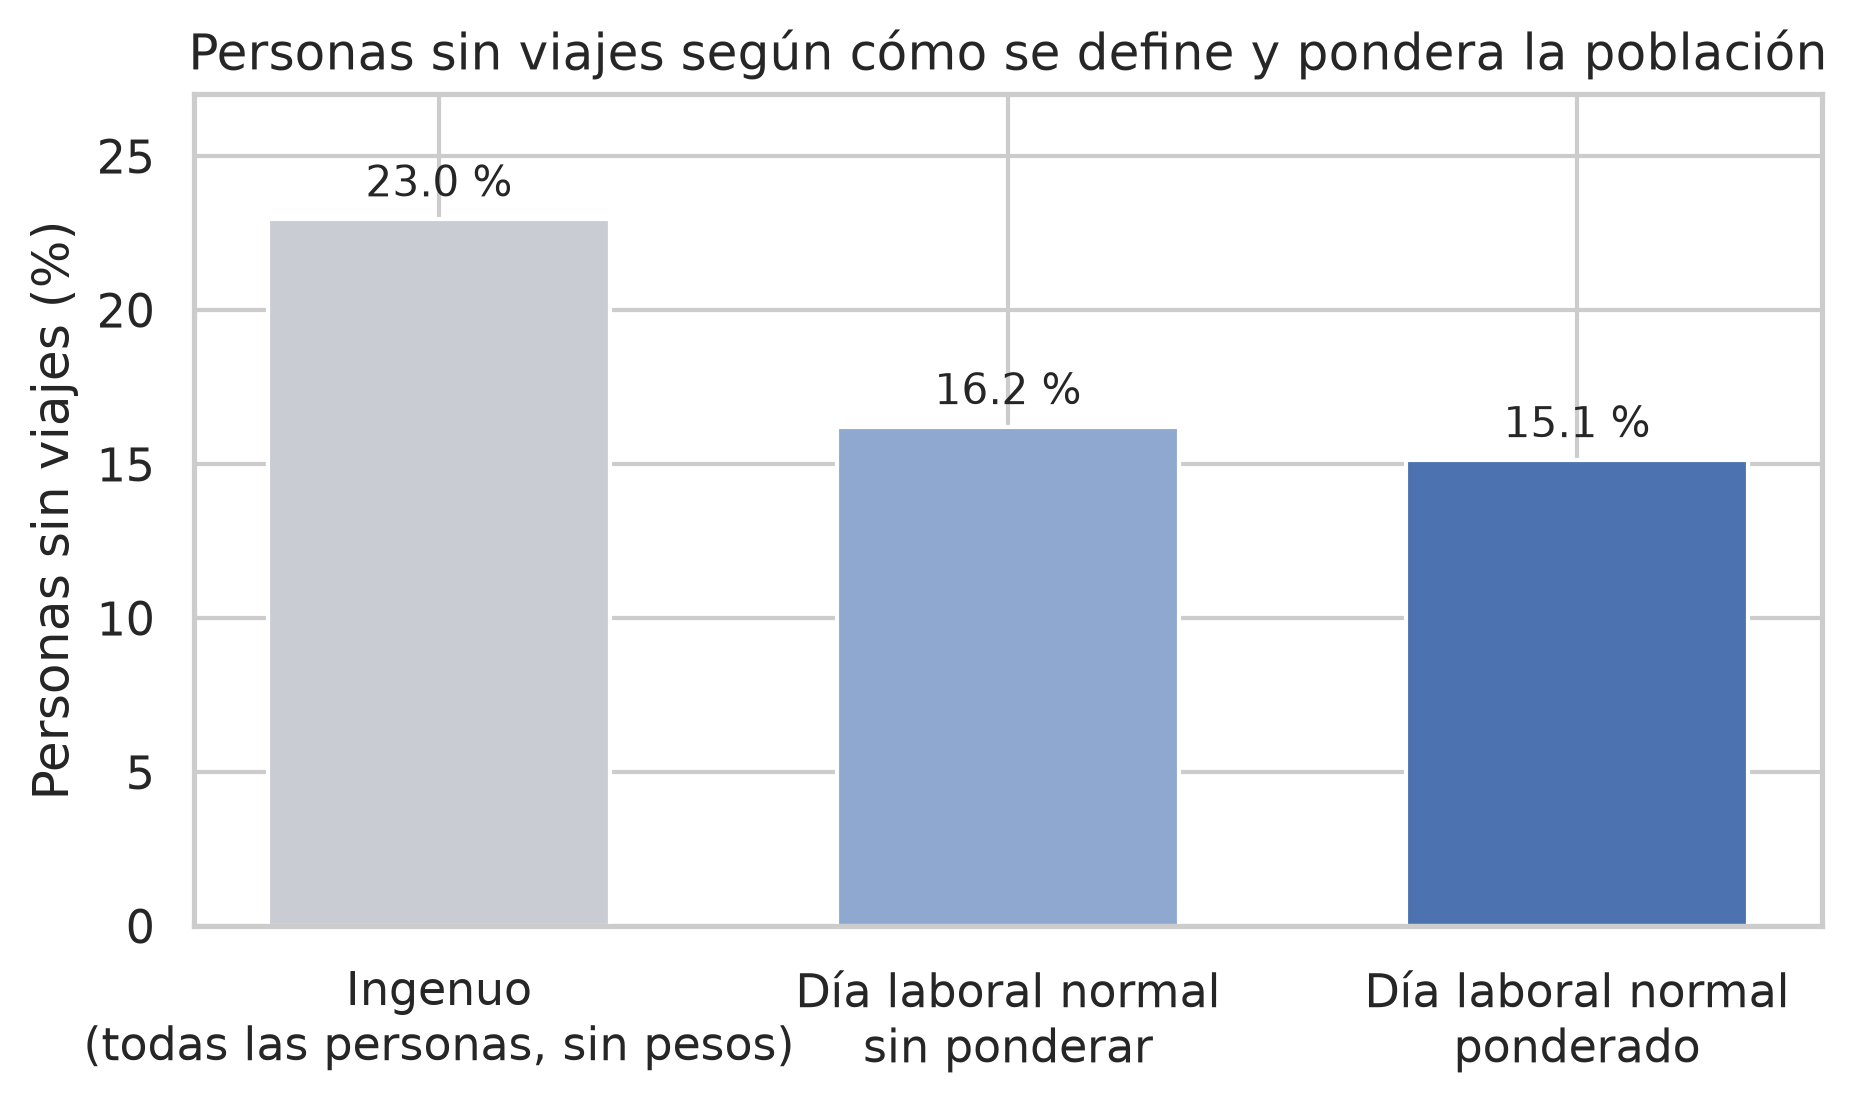 Personas sin viajes según cómo se define y pondera la población
Personas sin viajes (%)
25
20
15
10
5
0
23.0 %
16.2 %
15.1 %
Ingenuo
(todas las personas, sin pesos)
Día laboral normal
sin ponderar
Día laboral normal
ponderado